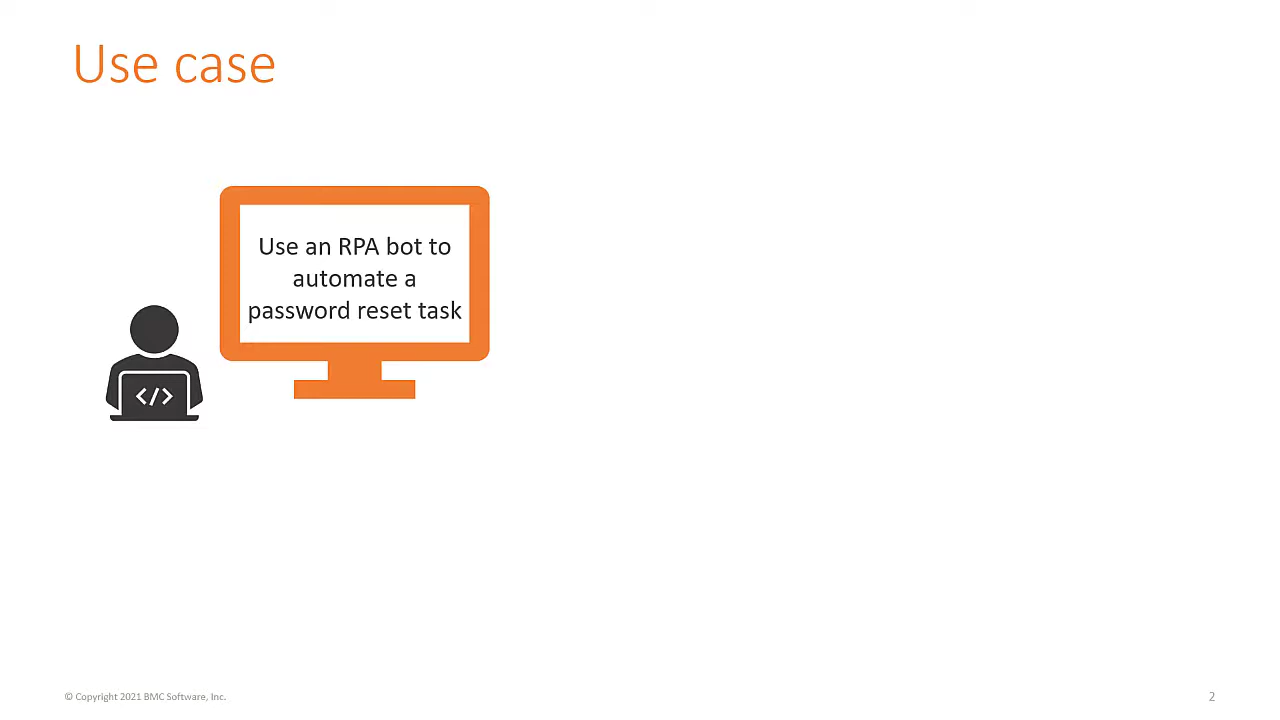 Use case
Use an RPA bot to
automate a
password reset task
</>
© Copyright 2021 BMC Software, Inc.
2